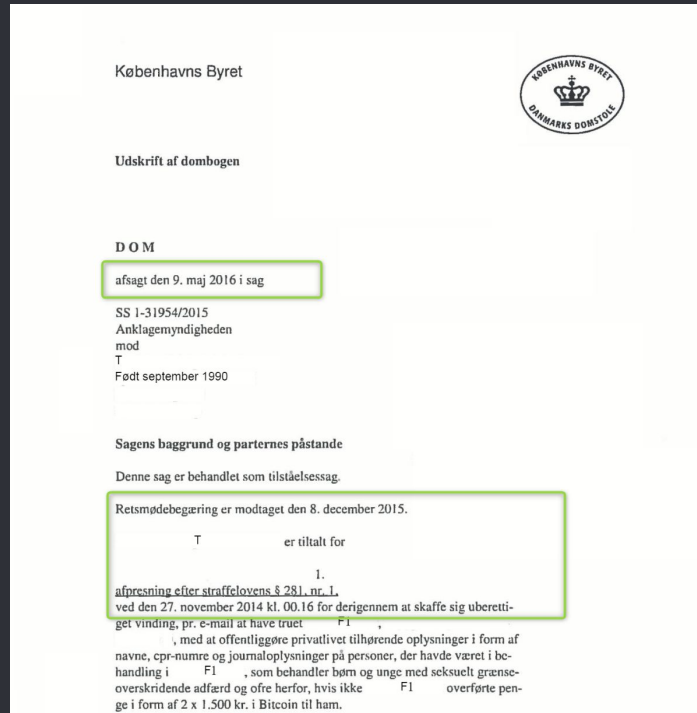 Københavns Byret
KØBENHAVNS BYRET
DANMARKS DOMSTOLE
Udskrift af dombogen
DOM
afsagt den 9. maj 2016 i sag
SS 1-31954/2015
Anklagemyndigheden
mod
T
Født september 1990
Sagens baggrund og parternes påstande
Denne sag er behandlet som tilståelsessag.
Retsmødebegæring er modtaget den 8. december 2015.
T er tiltalt for
1.
afpresning efter straffelovens § 281, nr. 1,
ved den 27. november 2014 kl. 00.16 for derigennem at skaffe sig uberetti-
get vinding, pr. e-mail at have truet F1 ,
, med at offentliggøre privatlivet tilhørende oplysninger i form af
navne, cpr-numre og journaloplysninger på personer, der havde været i be-
handling i F1 , som behandler børn og unge med seksuelt grænse-
overskridende adfærd og ofre herfor, hvis ikke F1 overførte pen-
ge i form af 2 x 1.500 kr. i Bitcoin til ham.